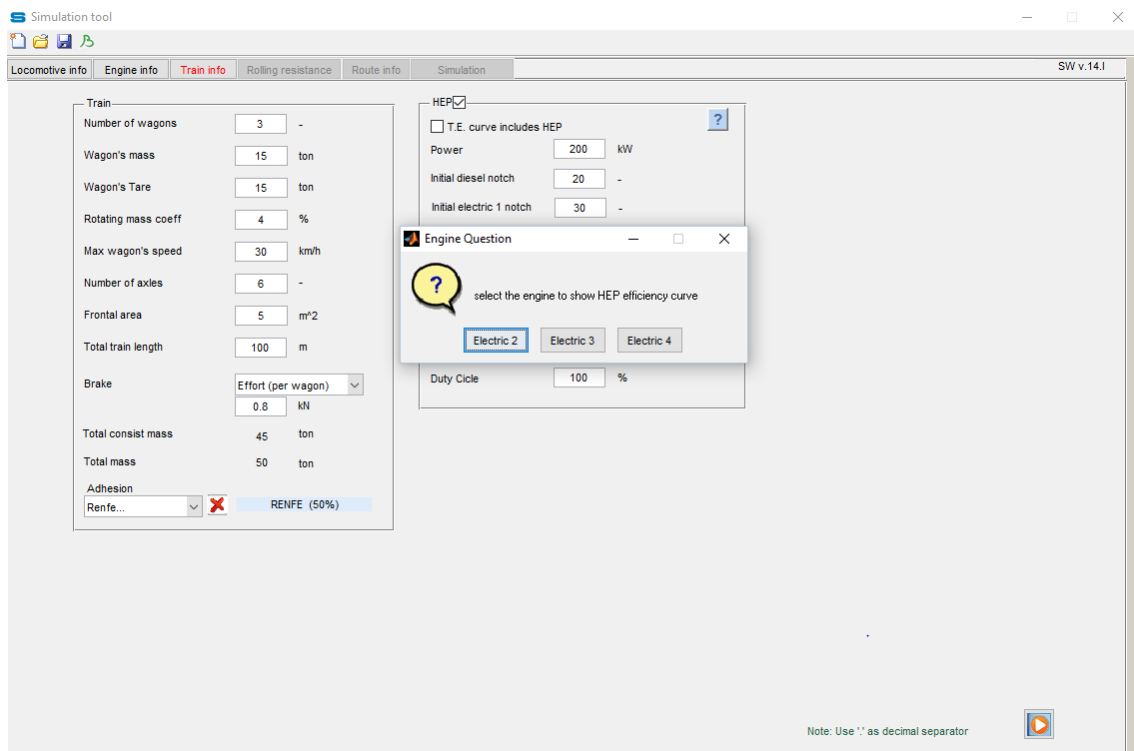 Simulation tool
Locomotive info Engine info Train info Rolling resistance Route info Simulation SW v.14.I
Train
Number of wagons 3 -
Wagon's mass 15 ton
Wagon's Tare 15 ton
Rotating mass coeff 4 %
Max wagon's speed 30 km/h
Number of axles 6 -
Frontal area 5 m^2
Total train length 100 m
Brake Effort (per wagon)
0.8 kN
Total consist mass 45 ton
Total mass 50 ton
Adhesion
Renfe... RENFE (50%)
HEP
T.E. curve includes HEP ?
Power 200 kW
Initial diesel notch 20 -
Initial electric 1 notch 30 -
Engine Question
? select the engine to show HEP efficiency curve
Electric 2 Electric 3 Electric 4
Duty Cicle 100 %
Note: Use '.' as decimal separator